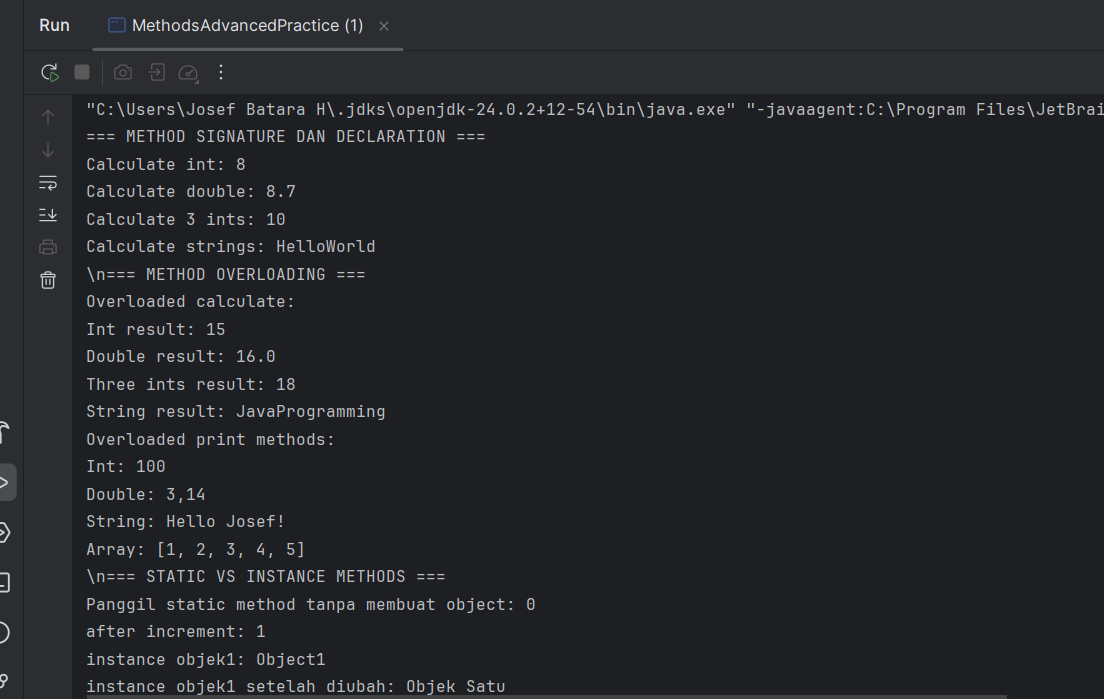 Run MethodsAdvancedPractice (1)
"C:\Users\Josef Batara H\.jdks\openjdk-24.0.2+12-54\bin\java.exe" "-javaagent:C:\Program Files\JetBrai
=== METHOD SIGNATURE DAN DECLARATION ===
Calculate int: 8
Calculate double: 8.7
Calculate 3 ints: 10
Calculate strings: HelloWorld
\n=== METHOD OVERLOADING ===
Overloaded calculate:
Int result: 15
Double result: 16.0
Three ints result: 18
String result: JavaProgramming
Overloaded print methods:
Int: 100
Double: 3,14
String: Hello Josef!
Array: [1, 2, 3, 4, 5]
\n=== STATIC VS INSTANCE METHODS ===
Panggil static method tanpa membuat object: 0
after increment: 1
instance objek1: Object1
instance objek1 setelah diubah: Objek Satu